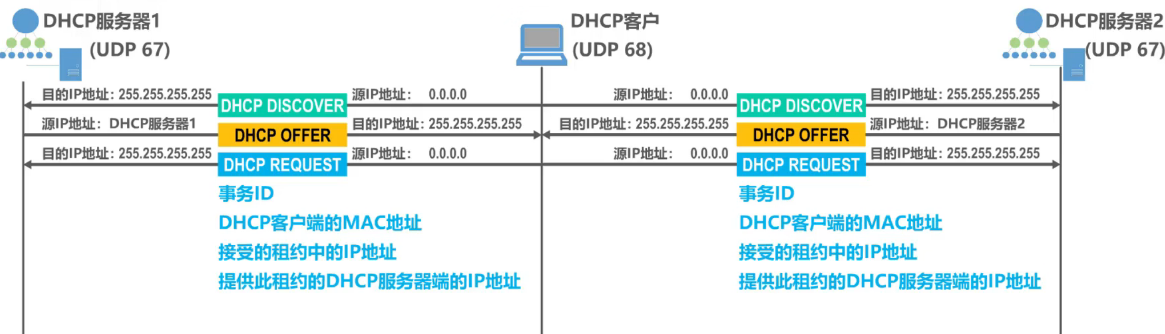 DHCP服务器1 DHCP客户 DHCP服务器2
(UDP 67) (UDP 68) (UDP 67)
目的IP地址: 255.255.255.255 DHCP DISCOVER 源IP地址: 0.0.0.0 源IP地址: 0.0.0.0 DHCP DISCOVER 目的IP地址: 255.255.255.255
源IP地址: DHCP服务器1 DHCP OFFER 目的IP地址: 255.255.255.255 目的IP地址: 255.255.255.255 DHCP OFFER 源IP地址: DHCP服务器2
目的IP地址: 255.255.255.255 DHCP REQUEST 源IP地址: 0.0.0.0 源IP地址: 0.0.0.0 DHCP REQUEST 目的IP地址: 255.255.255.255
事务ID 事务ID
DHCP客户端的MAC地址 DHCP客户端的MAC地址
接受的租约中的IP地址 接受的租约中的IP地址
提供此租约的DHCP服务器端的IP地址 提供此租约的DHCP服务器端的IP地址